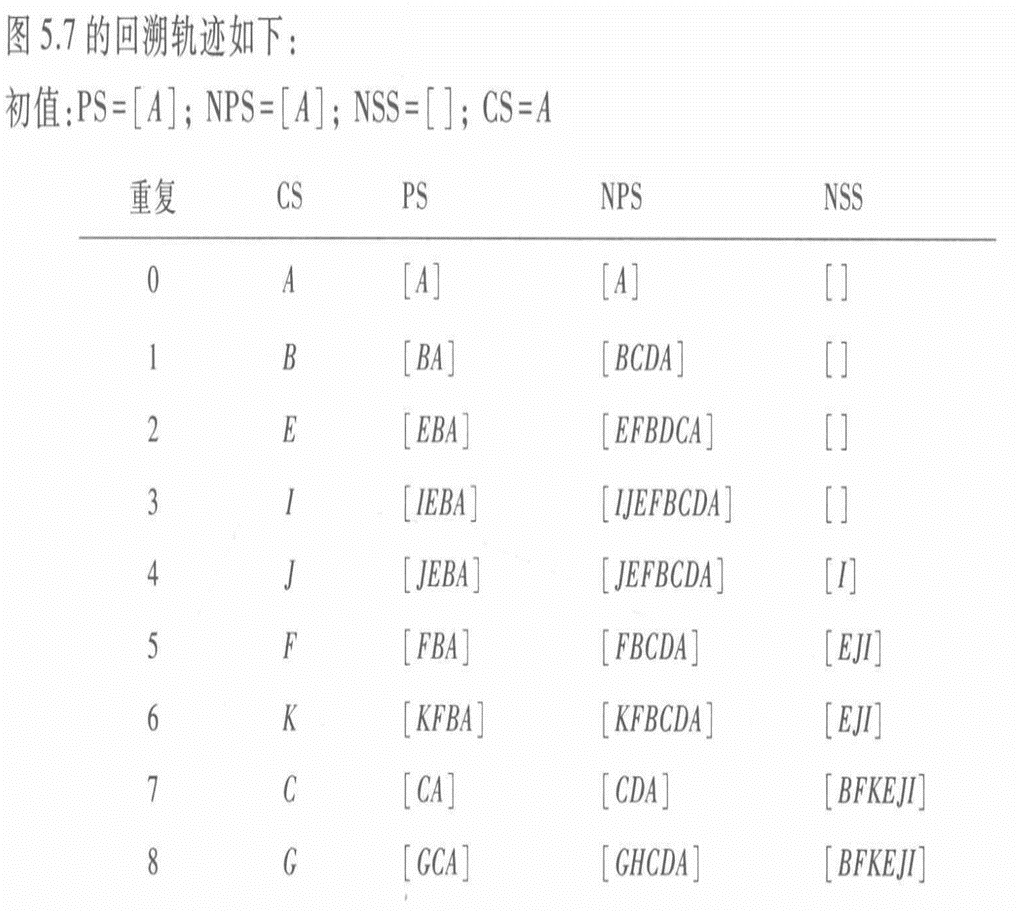 图 5.7 的回溯轨迹如下：
初值:PS=[A]; NPS=[A]; NSS=[ ]; CS=A
重复 CS PS NPS NSS
0 A [A] [A] [ ]
1 B [BA] [BCDA] [ ]
2 E [EBA] [EFBDCA] [ ]
3 I [IEBA] [IJEFBCDA] [ ]
4 J [JEBA] [JEFBCDA] [I]
5 F [FBA] [FBCDA] [EJI]
6 K [KFBA] [KFBCDA] [EJI]
7 C [CA] [CDA] [BFKEJI]
8 G [GCA] [GHCDA] [BFKEJI]